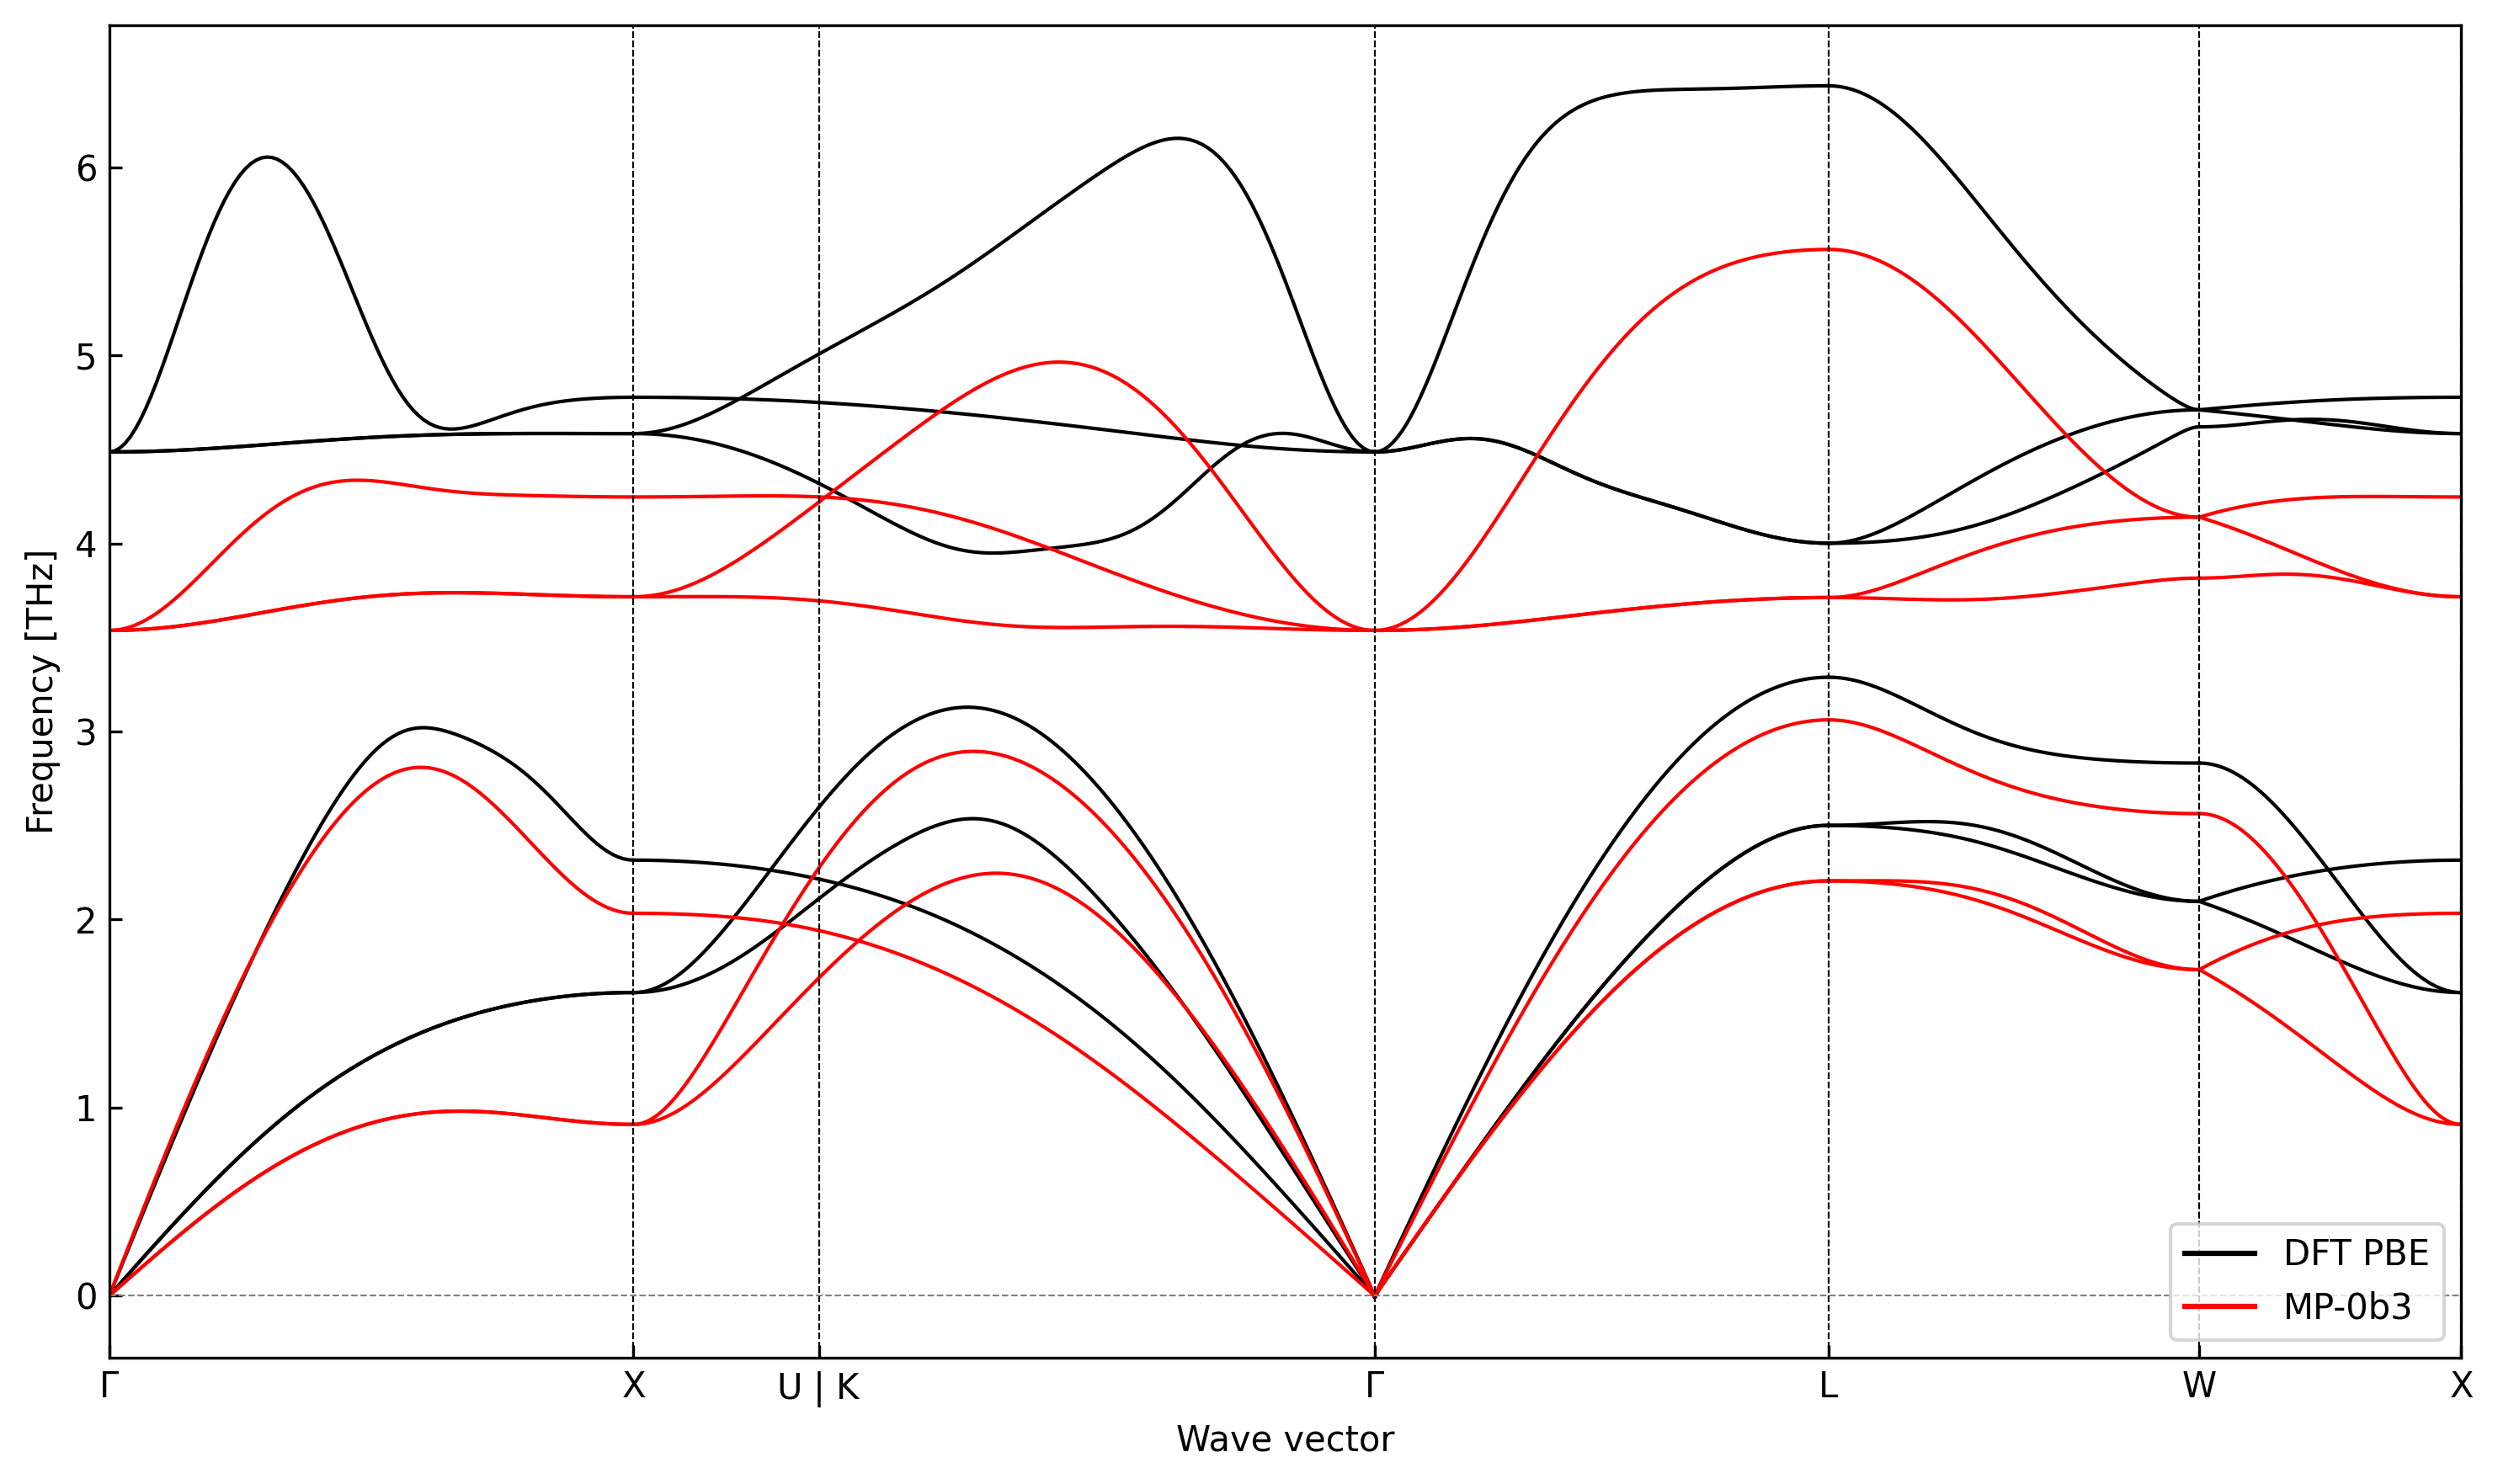 6
5
4
3
2
1
0
Frequency [THz]
DFT PBE
MP-0b3
Γ X U | K Γ L W X
Wave vector